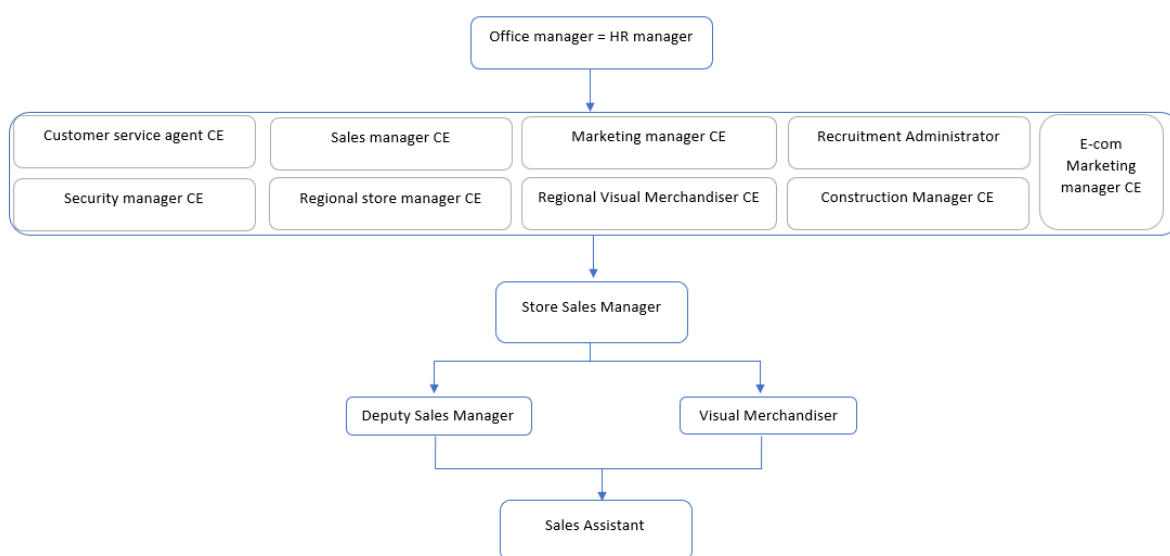 Office manager = HR manager
Customer service agent CE
Sales manager CE
Marketing manager CE
Recruitment Administrator
E-com
Marketing
manager CE
Security manager CE
Regional store manager CE
Regional Visual Merchandiser CE
Construction Manager CE
Store Sales Manager
Deputy Sales Manager
Visual Merchandiser
Sales Assistant